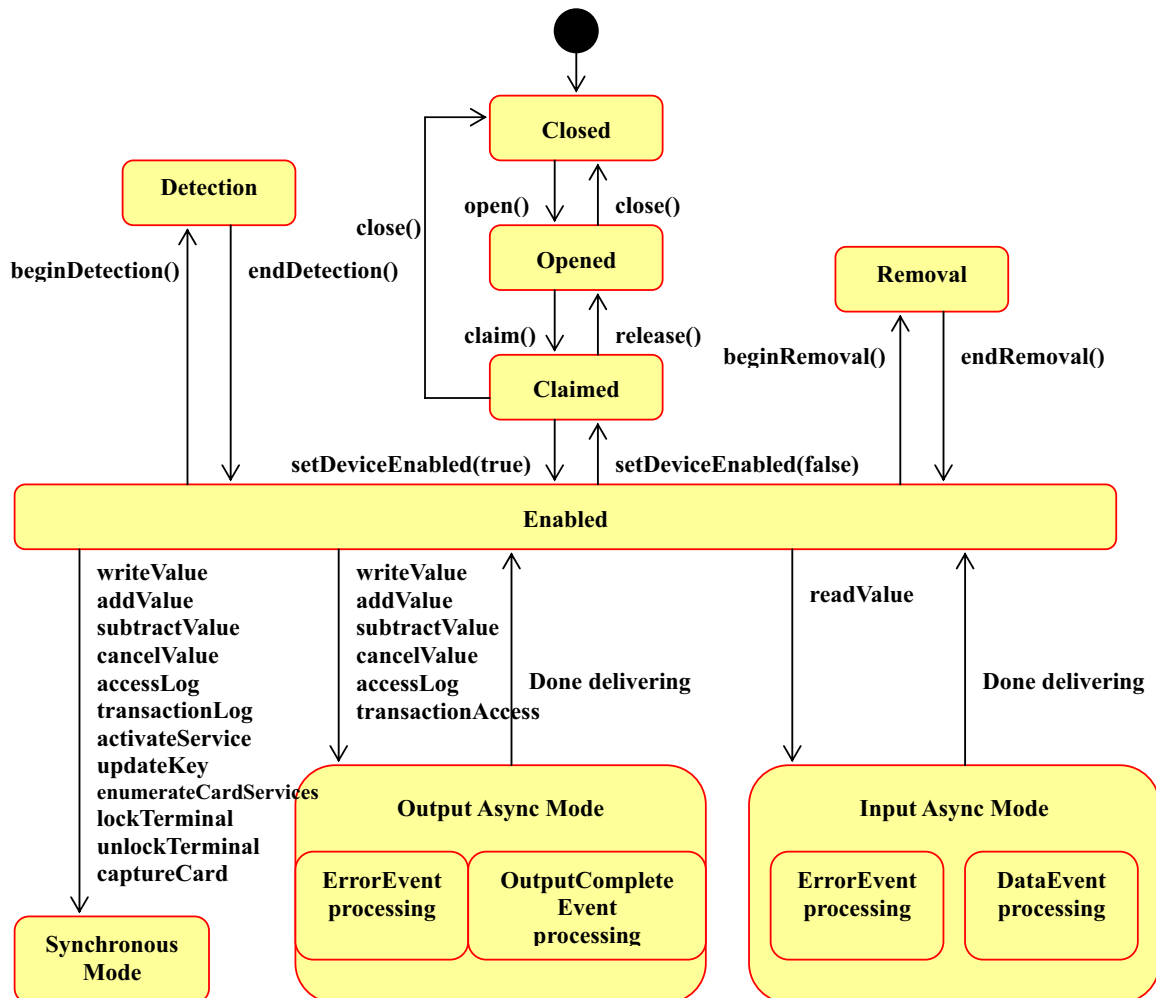 Closed
Detection
open()
close()
close()
beginDetection()
endDetection()
Opened
Removal
claim()
release()
beginRemoval()
endRemoval()
Claimed
setDeviceEnabled(true)
setDeviceEnabled(false)
Enabled
writeValue
addValue
subtractValue
cancelValue
accessLog
transactionLog
activateService
updateKey
enumerateCardServices
lockTerminal
unlockTerminal
captureCard
writeValue
addValue
subtractValue
cancelValue
accessLog
transactionAccess
Done delivering
readValue
Done delivering
Output Async Mode
ErrorEvent
processing
OutputComplete
Event
processing
Input Async Mode
ErrorEvent
processing
DataEvent
processing
Synchronous
Mode